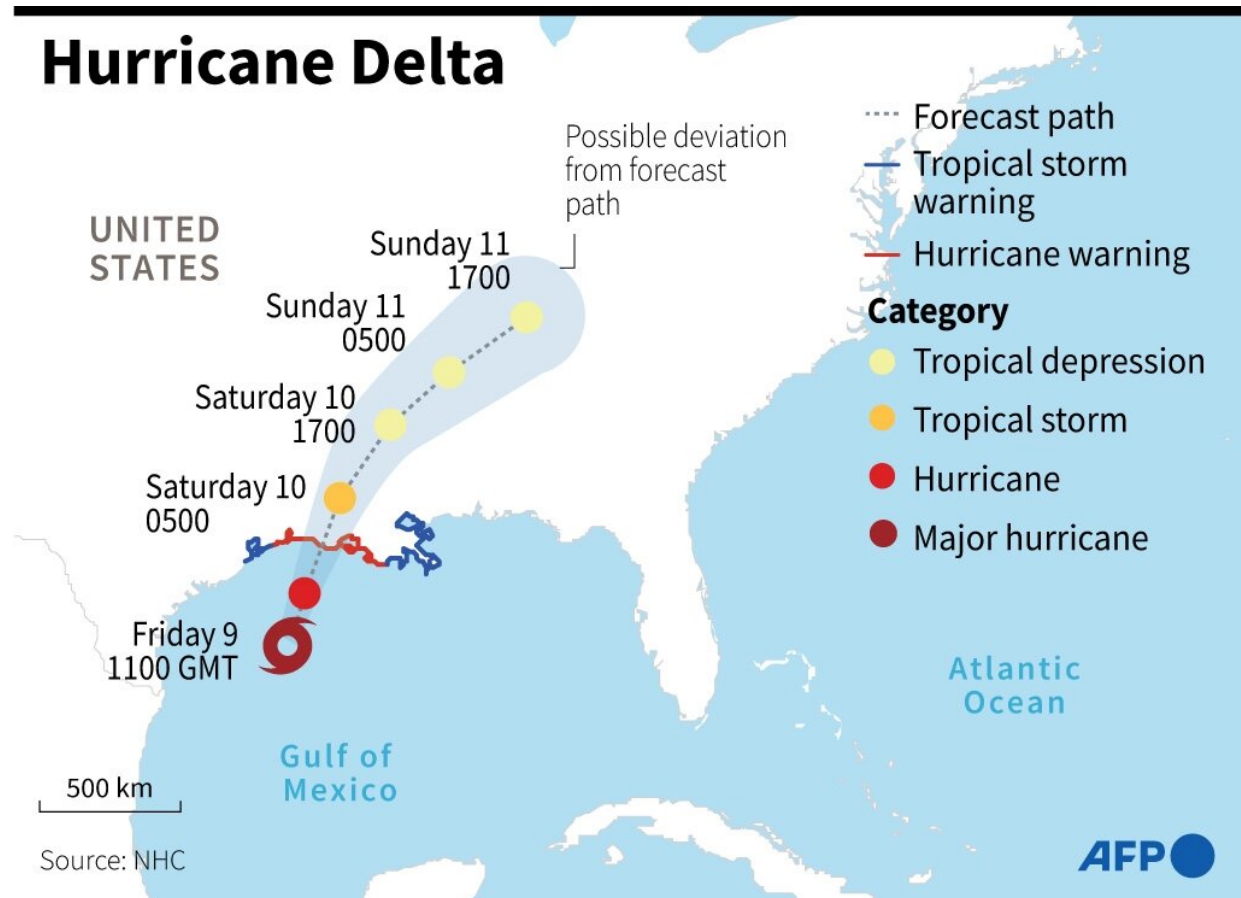 Hurricane Delta
Possible deviation
from forecast
path
UNITED
STATES
Sunday 11
1700
Sunday 11
0500
Saturday 10
1700
Saturday 10
0500
Friday 9
1100 GMT
Forecast path
Tropical storm
warning
Hurricane warning
Category
Tropical depression
Tropical storm
Hurricane
Major hurricane
Atlantic
Ocean
Gulf of
Mexico
500 km
Source: NHC
AFP